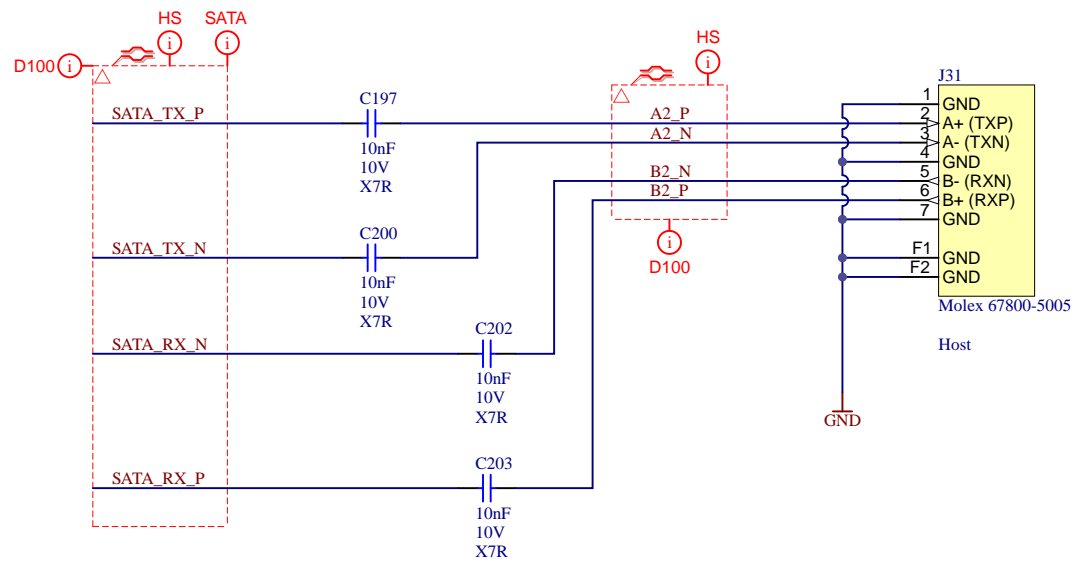 HS
SATA
D100
i
i
i
SATA_TX_P
C197
10nF
10V
X7R
SATA_TX_N
C200
10nF
10V
X7R
SATA_RX_N
C202
10nF
10V
X7R
SATA_RX_P
C203
10nF
10V
X7R
HS
i
A2_P
A2_N
B2_N
B2_P
i
D100
J31
1 GND
2 A+ (TXP)
3 A- (TXN)
4 GND
5 B- (RXN)
6 B+ (RXP)
7 GND
F1 GND
F2 GND
Molex 67800-5005
Host
GND